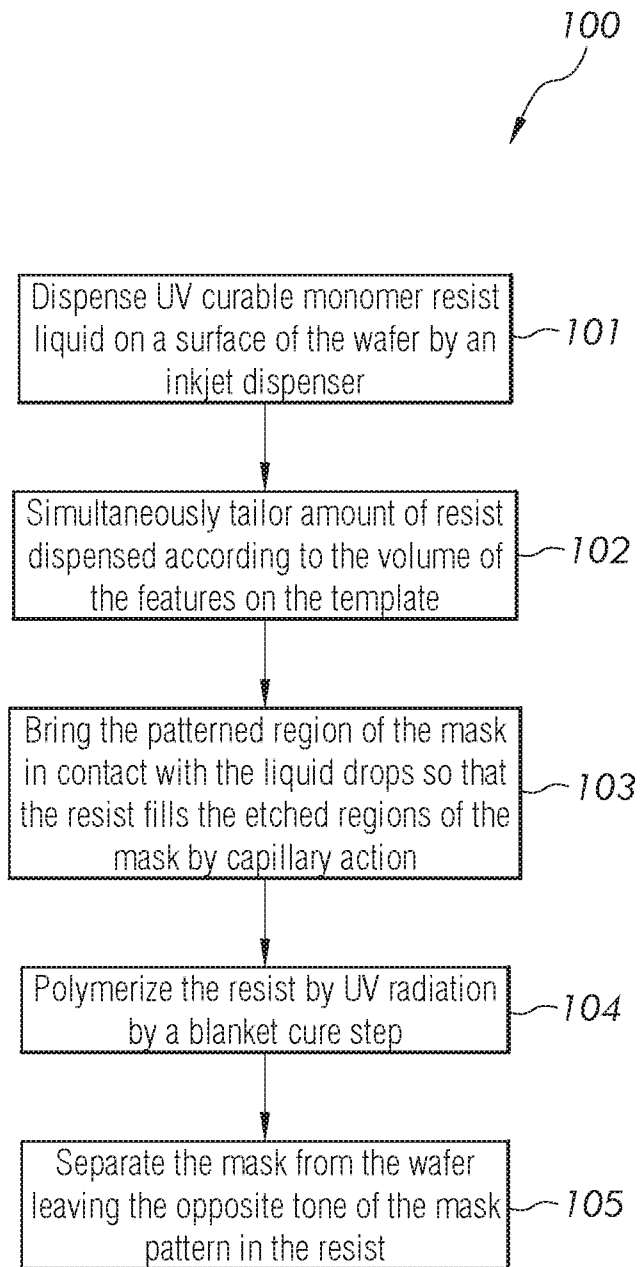 100
Dispense UV curable monomer resist
liquid on a surface of the wafer by an
inkjet dispenser
101
Simultaneously tailor amount of resist
dispensed according to the volume of
the features on the template
102
Bring the patterned region of the mask
in contact with the liquid drops so that
the resist fills the etched regions of the
mask by capillary action
103
Polymerize the resist by UV radiation
by a blanket cure step
104
Separate the mask from the wafer
leaving the opposite tone of the mask
pattern in the resist
105